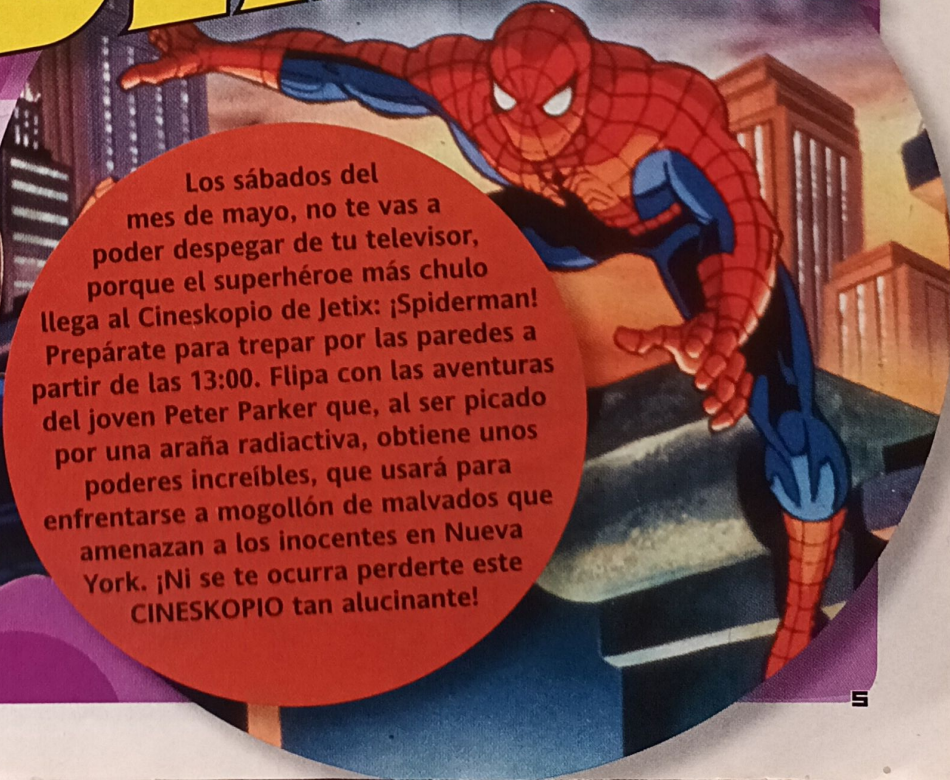 Los sábados del
mes de mayo, no te vas a
poder despegar de tu televisor,
porque el superhéroe más chulo
llega al Cineskopio de Jetix: ¡Spiderman!
Prepárate para trepar por las paredes a
partir de las 13:00. Flipa con las aventuras
del joven Peter Parker que, al ser picado
por una araña radiactiva, obtiene unos
poderes increíbles, que usará para
enfrentarse a mogollón de malvados que
amenazan a los inocentes en Nueva
York. ¡Ni se te ocurra perderte este
CINESKOPIO tan alucinante!
5